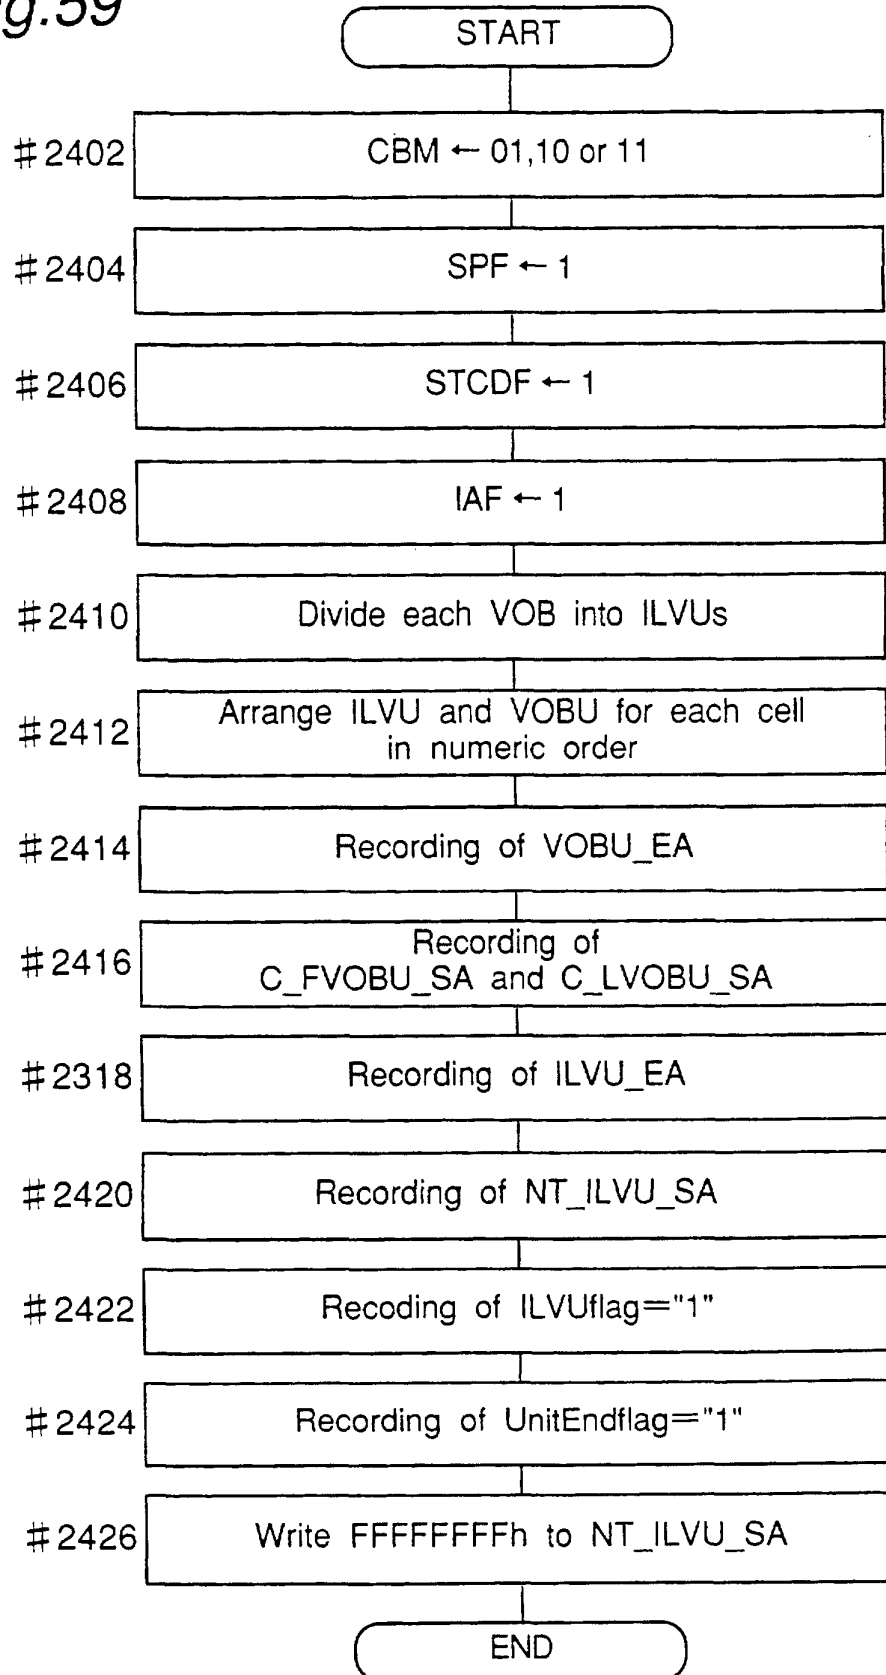 g.59
START
#2402 CBM ← 01,10 or 11
#2404 SPF ← 1
#2406 STCDF ← 1
#2408 IAF ← 1
#2410 Divide each VOB into ILVUs
#2412 Arrange ILVU and VOBU for each cell
in numeric order
#2414 Recording of VOBU_EA
#2416 Recording of
C_FVOBU_SA and C_LVOBU_SA
#2318 Recording of ILVU_EA
#2420 Recording of NT_ILVU_SA
#2422 Recoding of ILVUflag="1"
#2424 Recording of UnitEndflag="1"
#2426 Write FFFFFFFFh to NT_ILVU_SA
END